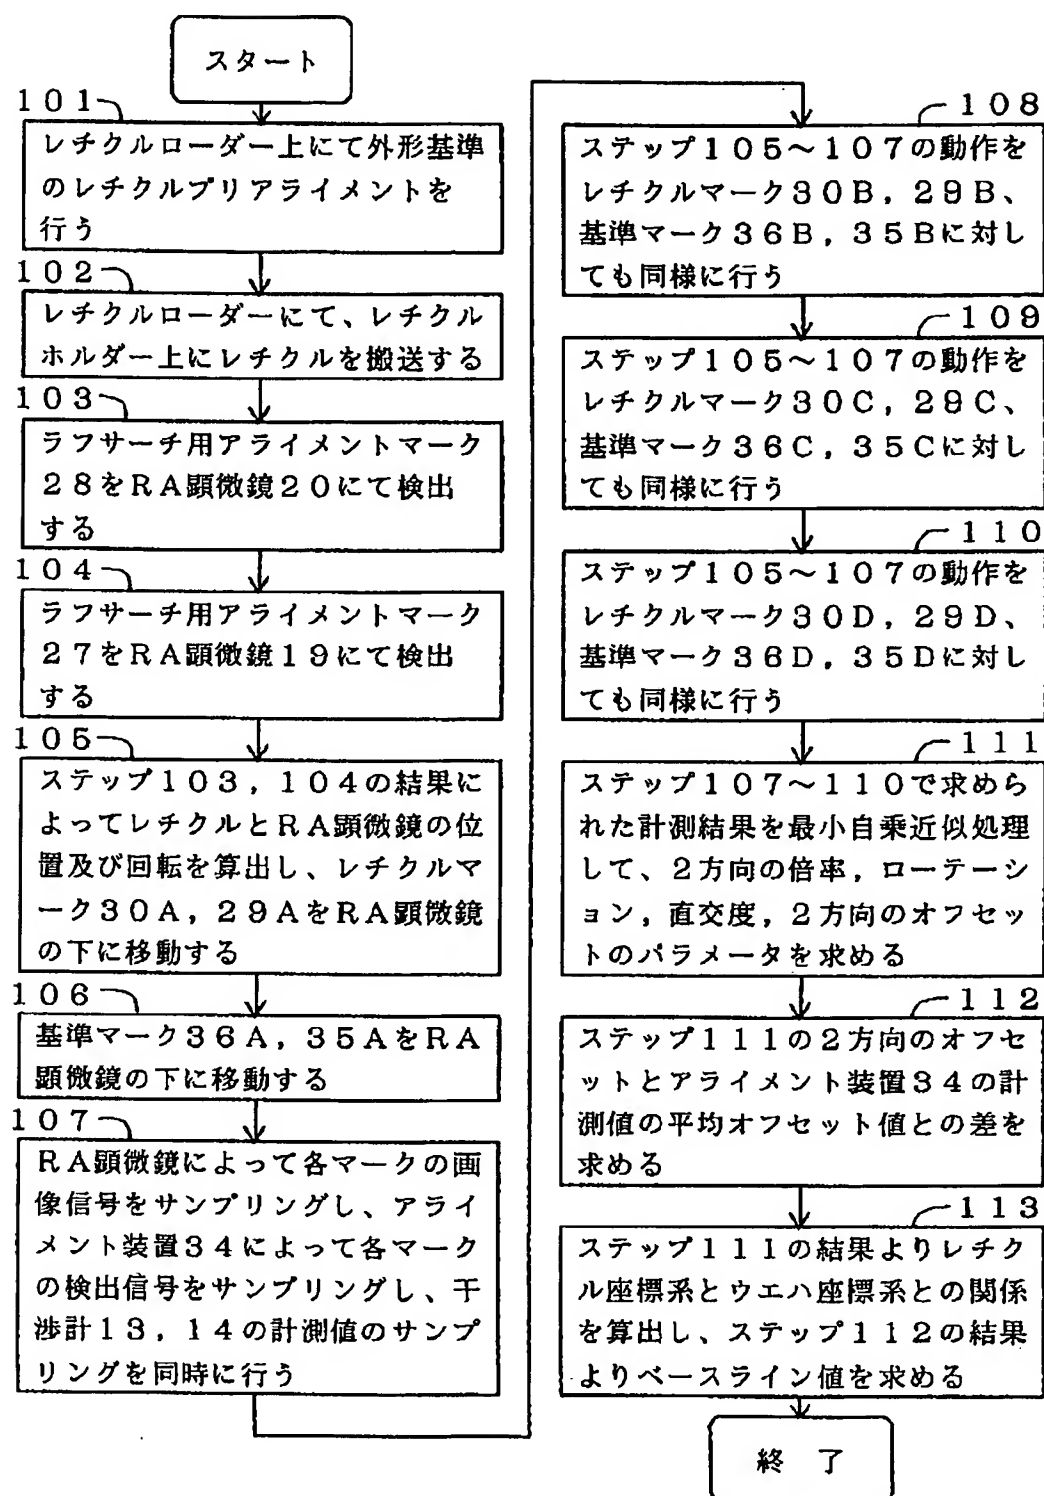 スタート
101
レチクルローダー上にて外形基準
のレチクルプリアライメントを
行う
102
レチクルローダーにて、レチクル
ホルダー上にレチクルを搬送する
103
ラフサーチ用アライメントマーク
28をRA顕微鏡20にて検出
する
104
ラフサーチ用アライメントマーク
27をRA顕微鏡19にて検出
する
105
ステップ103,104の結果に
よってレチクルとRA顕微鏡の位
置及び回転を算出し、レチクルマ
ーク30A,29AをRA顕微鏡
の下に移動する
106
基準マーク36A,35AをRA
顕微鏡の下に移動する
107
RA顕微鏡によって各マークの画
像信号をサンプリングし、アライ
メント装置34によって各マーク
の検出信号をサンプリングし、干
渉計13,14の計測値のサンプ
リングを同時に行う
108
ステップ105~107の動作を
レチクルマーク30B,29B、
基準マーク36B,35Bに対し
ても同様に行う
109
ステップ105~107の動作を
レチクルマーク30C,29C、
基準マーク36C,35Cに対し
ても同様に行う
110
ステップ105~107の動作を
レチクルマーク30D,29D、
基準マーク36D,35Dに対し
ても同様に行う
111
ステップ107~110で求めら
れた計測結果を最小自乗近似処理
して、2方向の倍率,ローテーシ
ョン,直交度,2方向のオフセッ
トのパラメータを求める
112
ステップ111の2方向のオフセ
ットとアライメント装置34の計
測値の平均オフセット値との差を
求める
113
ステップ111の結果よりレチク
ル座標系とウエハ座標系との関係
を算出し、ステップ112の結果
よりベースライン値を求める
終 了